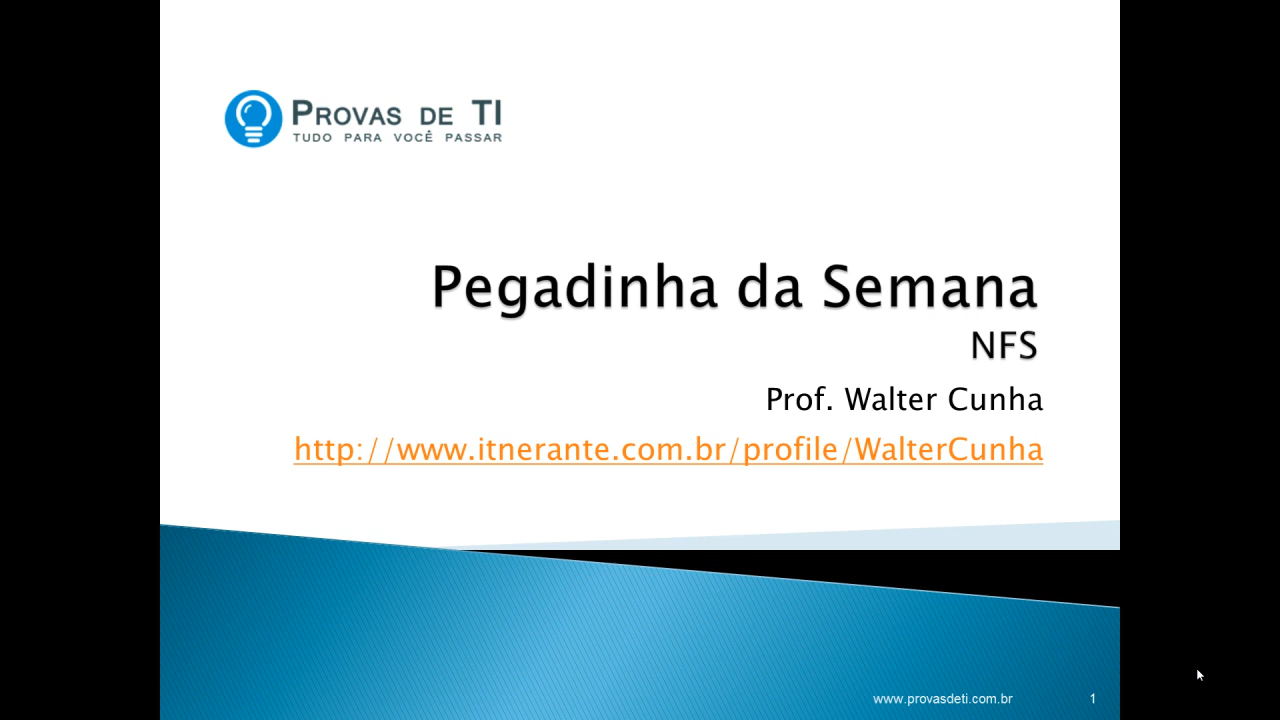 PROVAS DE TI
TUDO PARA VOCÊ PASSAR
Pegadinha da Semana
NFS
Prof. Walter Cunha
http://www.itnerante.com.br/profile/WalterCunha
www.provasdeti.com.br
1